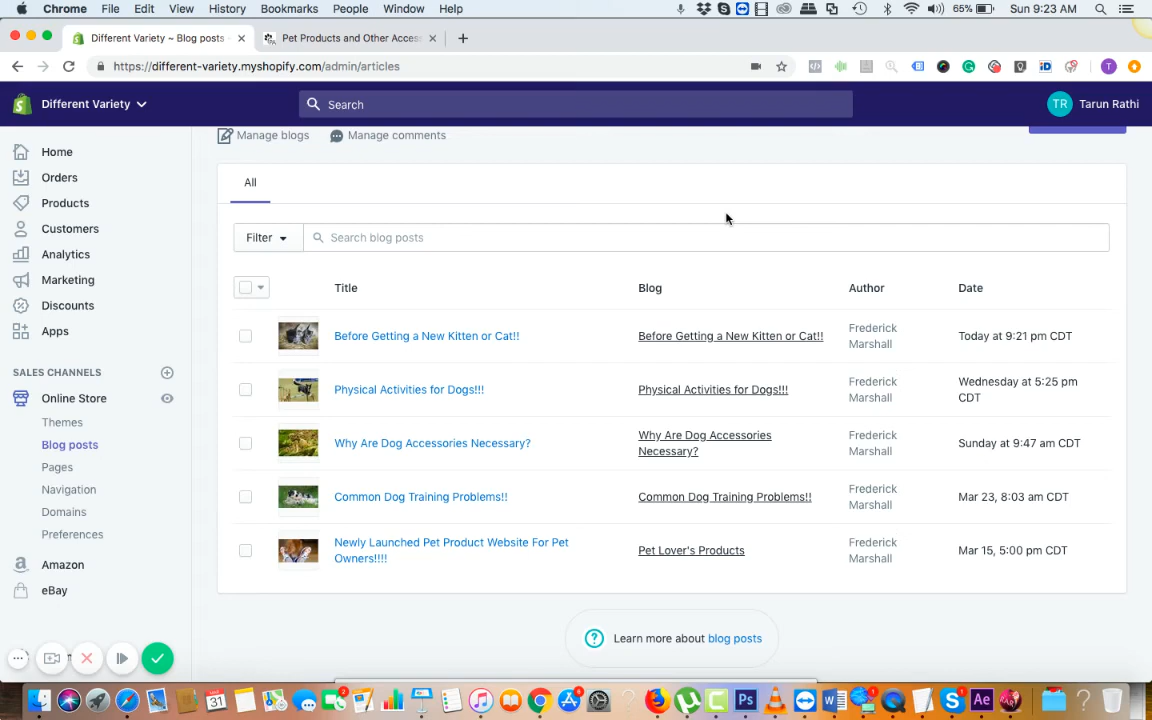 Chrome File Edit View History Bookmarks People Window Help 65% Sun 9:23 AM
Different Variety ~ Blog posts Pet Products and Other Access
https://different-variety.myshopify.com/admin/articles
Different Variety Search TR Tarun Rathi
Manage blogs Manage comments
Home
Orders
Products
Customers
Analytics
Marketing
Discounts
Apps
SALES CHANNELS
Online Store
Themes
Blog posts
Pages
Navigation
Domains
Preferences
Amazon
eBay
All
Filter Search blog posts
Title Blog Author Date
Before Getting a New Kitten or Cat!! Before Getting a New Kitten or Cat!! Frederick Marshall Today at 9:21 pm CDT
Physical Activities for Dogs!!! Physical Activities for Dogs!!! Frederick Marshall Wednesday at 5:25 pm CDT
Why Are Dog Accessories Necessary? Why Are Dog Accessories Necessary? Frederick Marshall Sunday at 9:47 am CDT
Common Dog Training Problems!! Common Dog Training Problems!! Frederick Marshall Mar 23, 8:03 am CDT
Newly Launched Pet Product Website For Pet Owners!!!! Pet Lover's Products Frederick Marshall Mar 15, 5:00 pm CDT
Learn more about blog posts